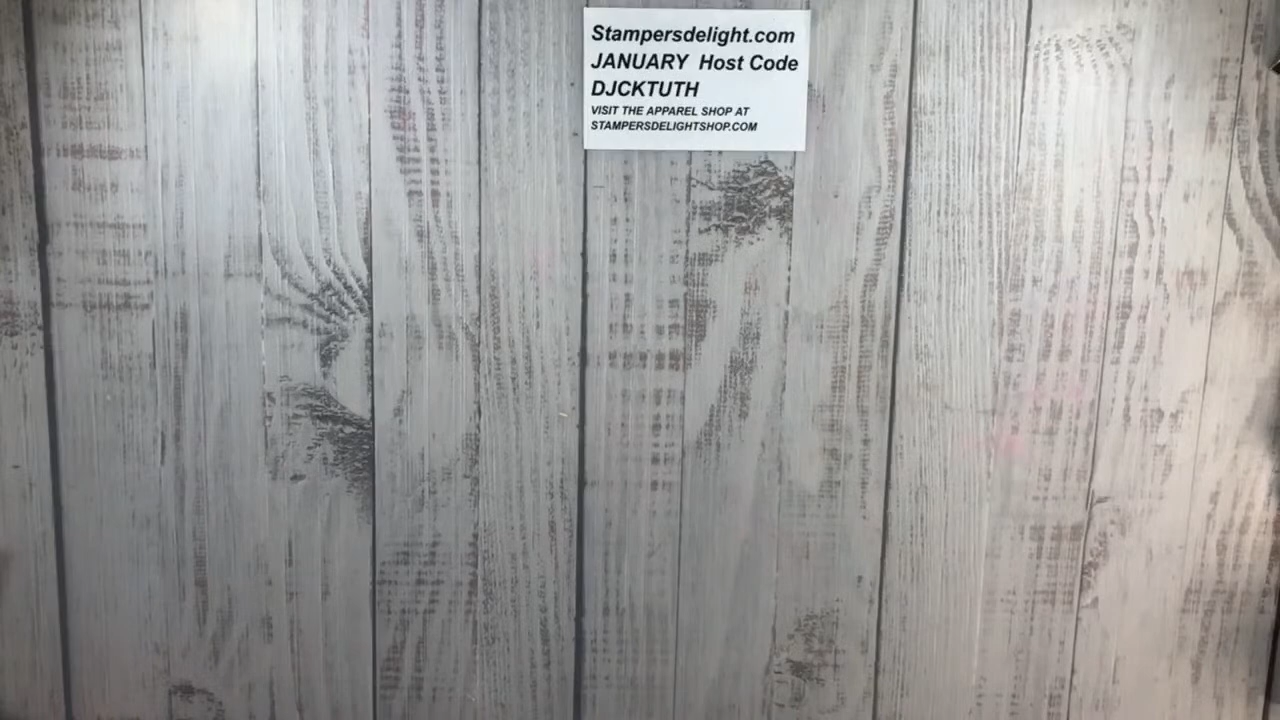 Stampersdelight.com
JANUARY Host Code
DJCKTUTH
VISIT THE APPAREL SHOP AT
STAMPERSDELIGHTSHOP.COM